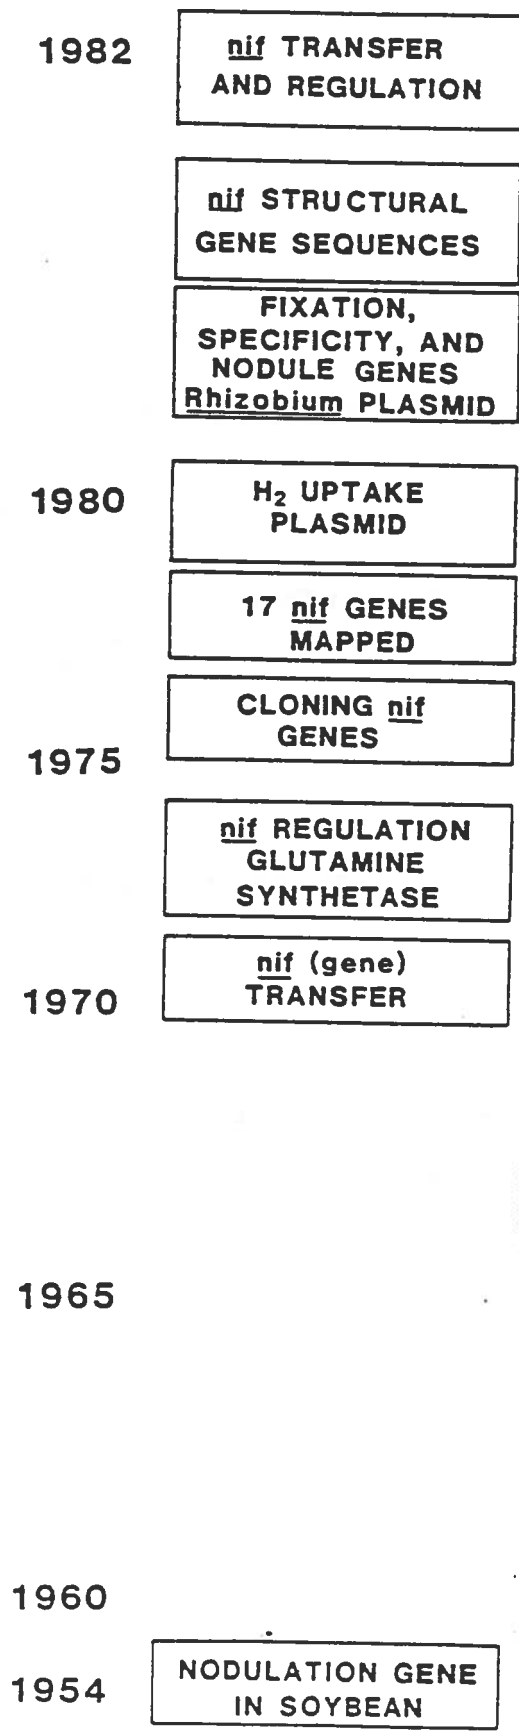 1982
nif TRANSFER
AND REGULATION
nif STRUCTURAL
GENE SEQUENCES
FIXATION,
SPECIFICITY, AND
NODULE GENES
Rhizobium PLASMID
1980
H₂ UPTAKE
PLASMID
17 nif GENES
MAPPED
CLONING nif
GENES
1975
nif REGULATION
GLUTAMINE
SYNTHETASE
nif (gene)
TRANSFER
1970
1965
1960
1954
NODULATION GENE
IN SOYBEAN